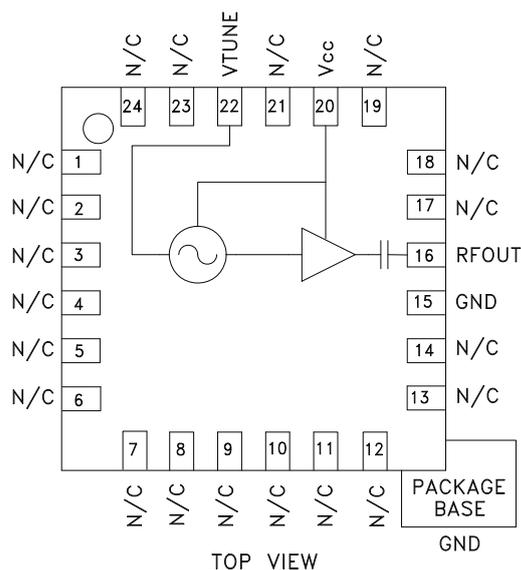 N/C
N/C
VTUNE
N/C
Vcc
N/C
24
23
22
21
20
19
N/C 1
18 N/C
N/C 2
17 N/C
N/C 3
16 RFOUT
N/C 4
15 GND
N/C 5
14 N/C
N/C 6
13 N/C
7
8
9
10
11
12
N/C
N/C
N/C
N/C
N/C
N/C
PACKAGE
BASE
GND
TOP VIEW